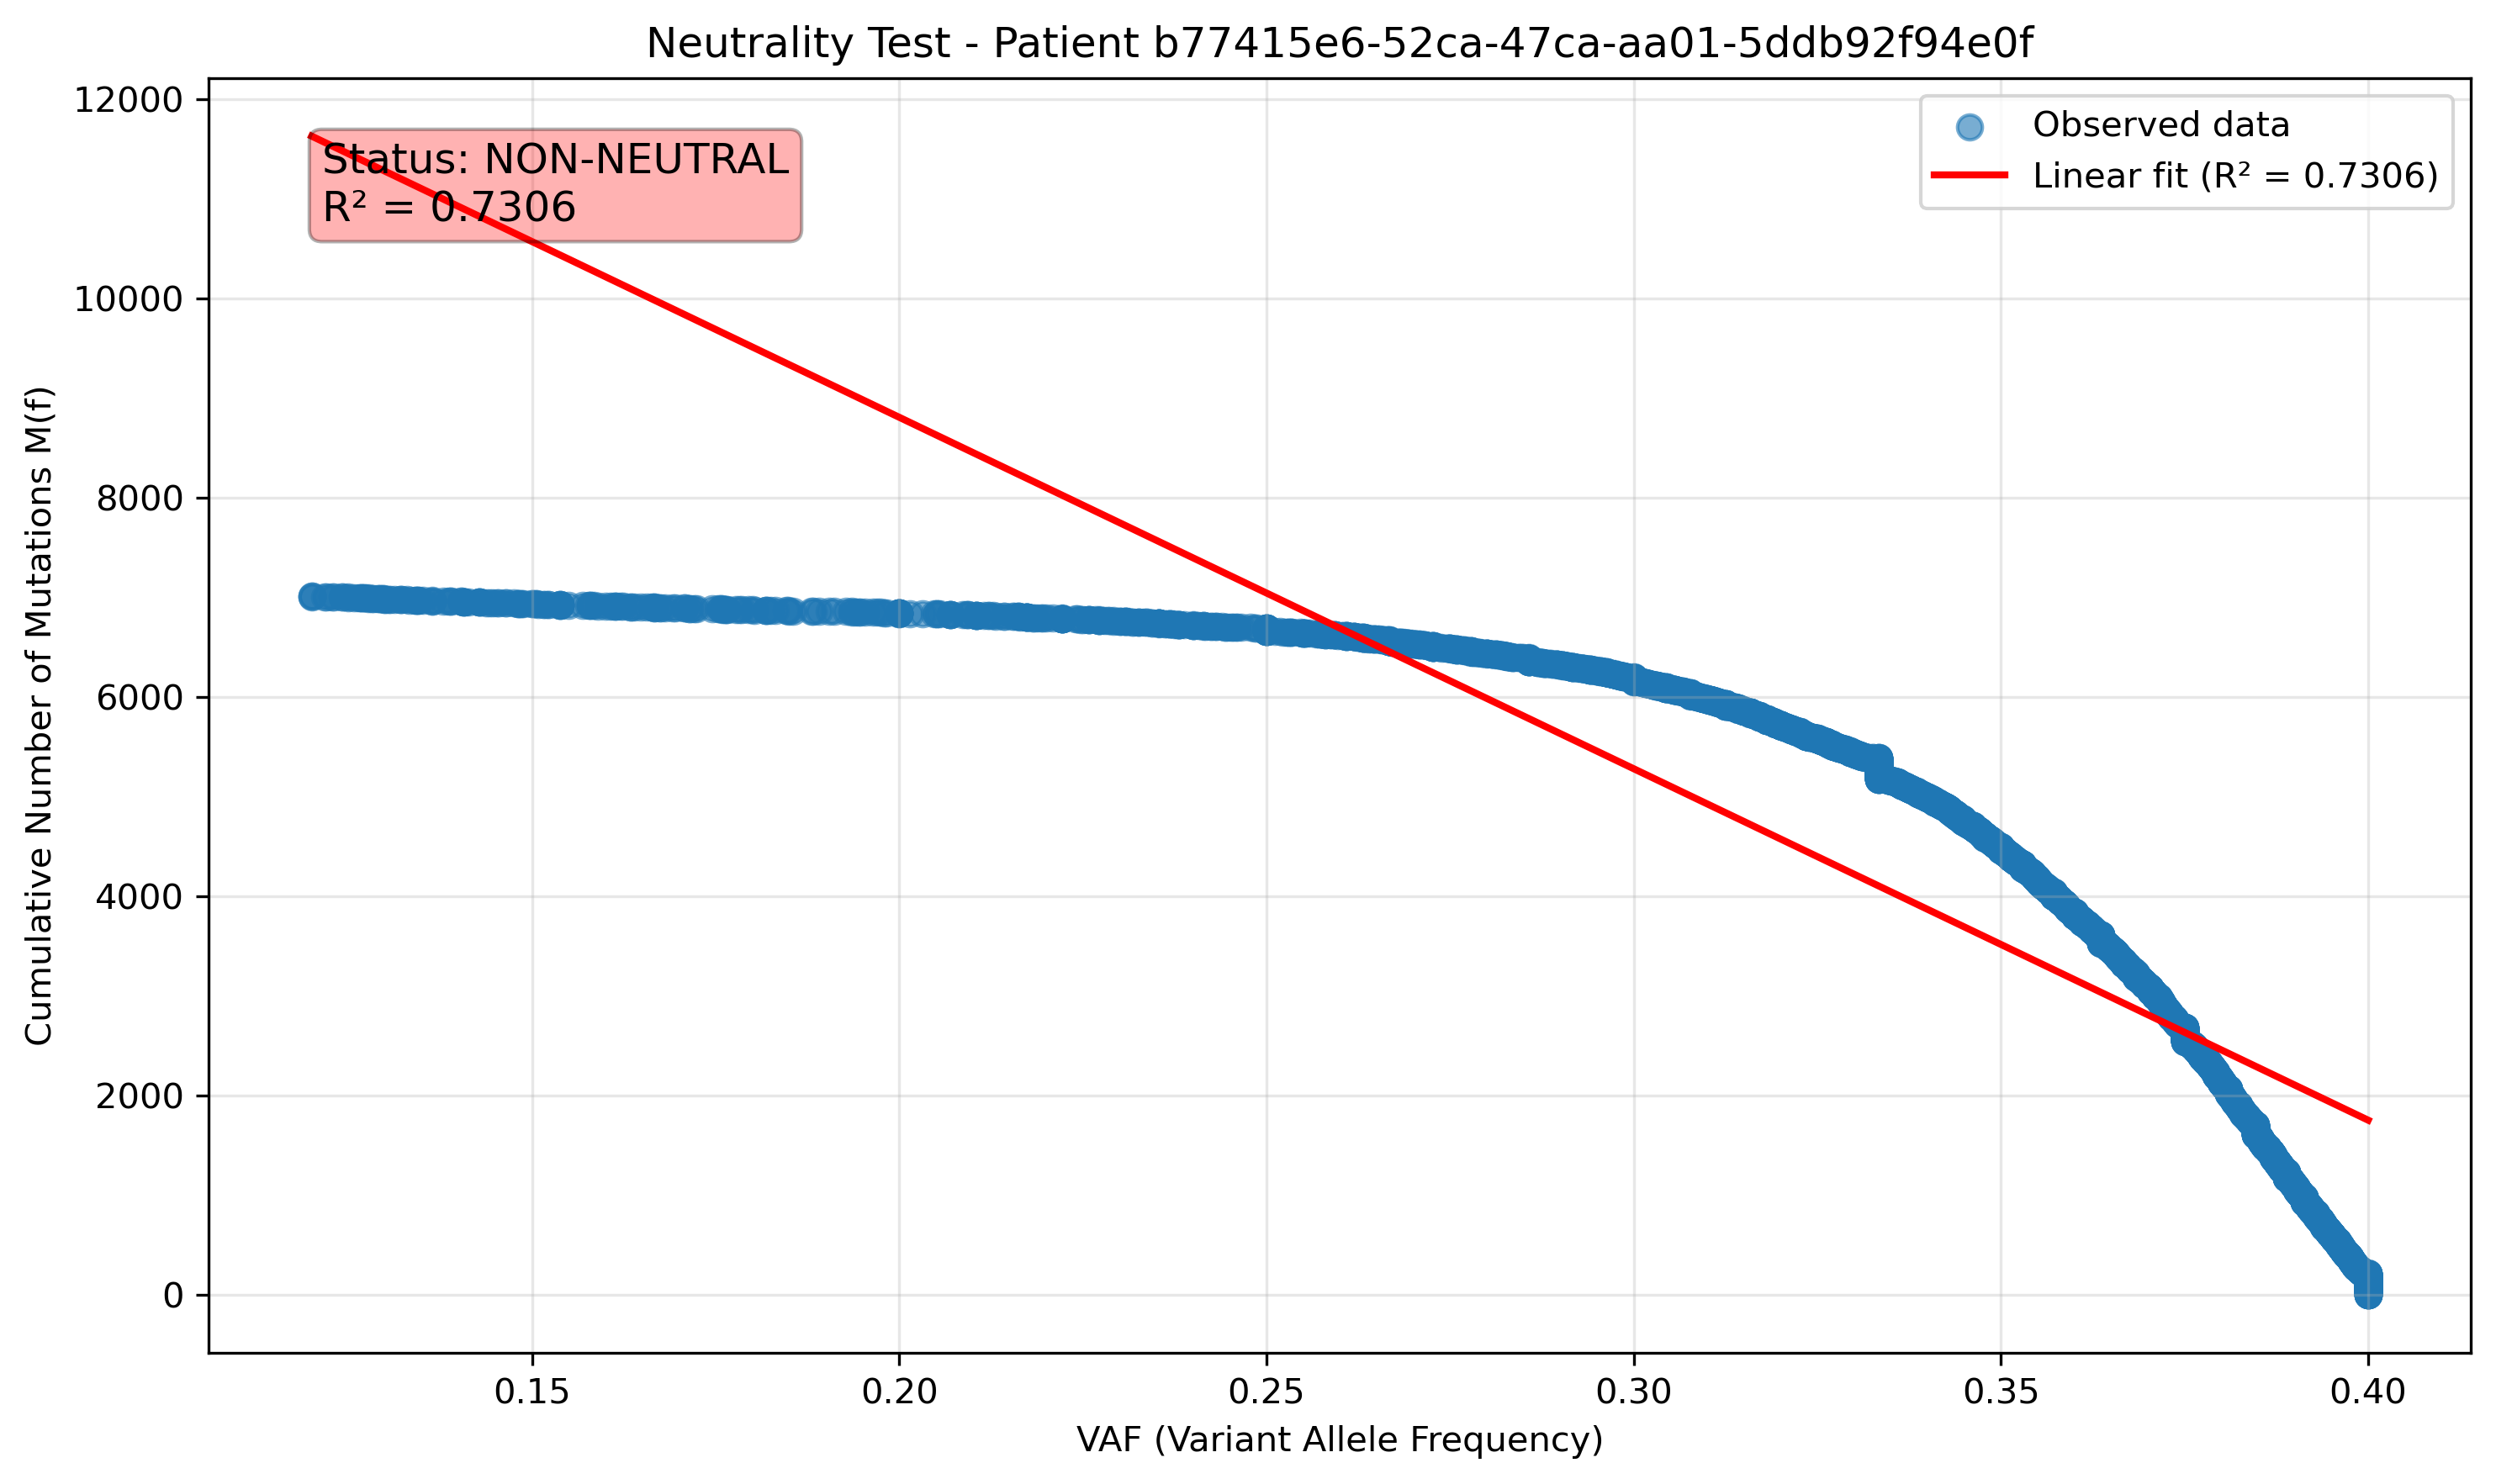 Neutrality Test - Patient b77415e6-52ca-47ca-aa01-5ddb92f94e0f
Cumulative Number of Mutations M(f)
12000
10000
8000
6000
4000
2000
0
Status: NON-NEUTRAL
R² = 0.7306
Observed data
Linear fit (R² = 0.7306)
0.15
0.20
0.25
0.30
0.35
0.40
VAF (Variant Allele Frequency)